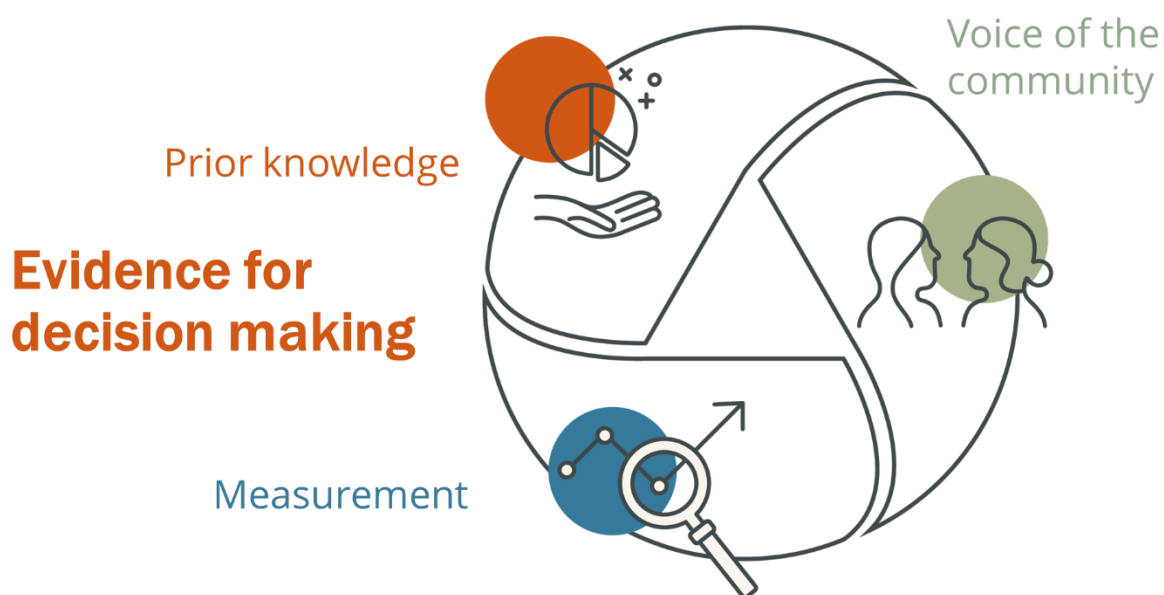 Voice of the
community
Prior knowledge
Evidence for
decision making
Measurement